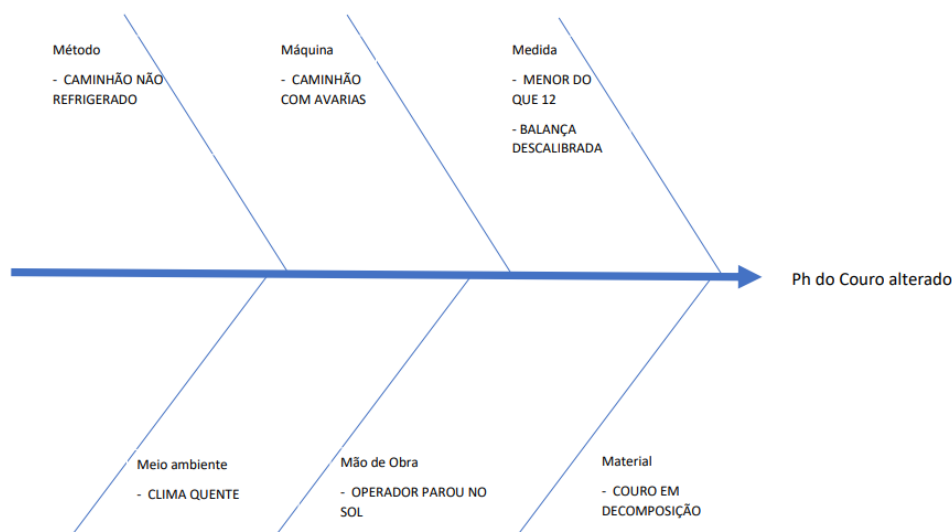 Método
- CAMINHÃO NÃO
REFRIGERADO
Máquina
- CAMINHÃO
COM AVARIAS
Medida
- MENOR DO
QUE 12
- BALANÇA
DESCALIBRADA
Ph do Couro alterado
Meio ambiente
- CLIMA QUENTE
Mão de Obra
- OPERADOR PAROU NO
SOL
Material
- COURO EM
DECOMPOSIÇÃO